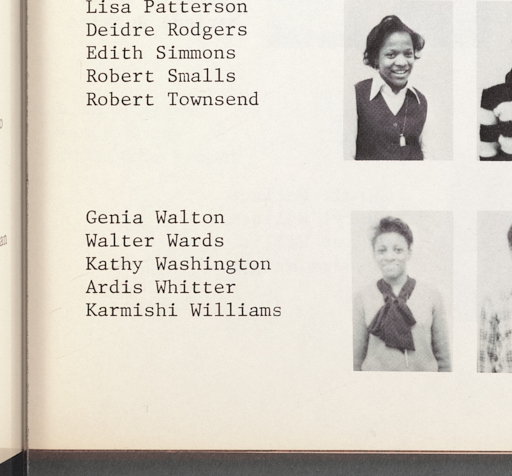 Lisa Patterson
Deidre Rodgers
Edith Simmons
Robert Smalls
Robert Townsend
Genia Walton
Walter Wards
Kathy Washington
Ardis Whitter
Karmishi Williams